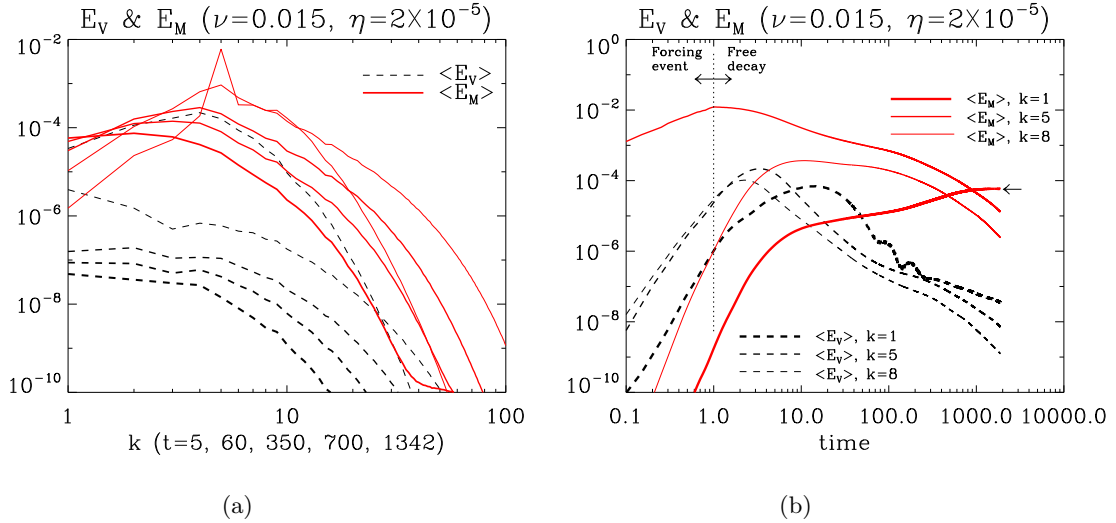 E_V & E_M (ν=0.015, η=2X10^-5)
10^-2
10^-4
10^-6
10^-8
10^-10
<E_V>
<E_M>
1
10
100
k (t=5, 60, 350, 700, 1342)
(a)
E_V & E_M (ν=0.015, η=2X10^-5)
10^0
10^-2
10^-4
10^-6
10^-8
10^-10
Forcing
event
Free
decay
<E_M>, k=1
<E_M>, k=5
<E_M>, k=8
<E_V>, k=1
<E_V>, k=5
<E_V>, k=8
0.1
1.0
10.0
100.0
1000.0
10000.0
time
(b)